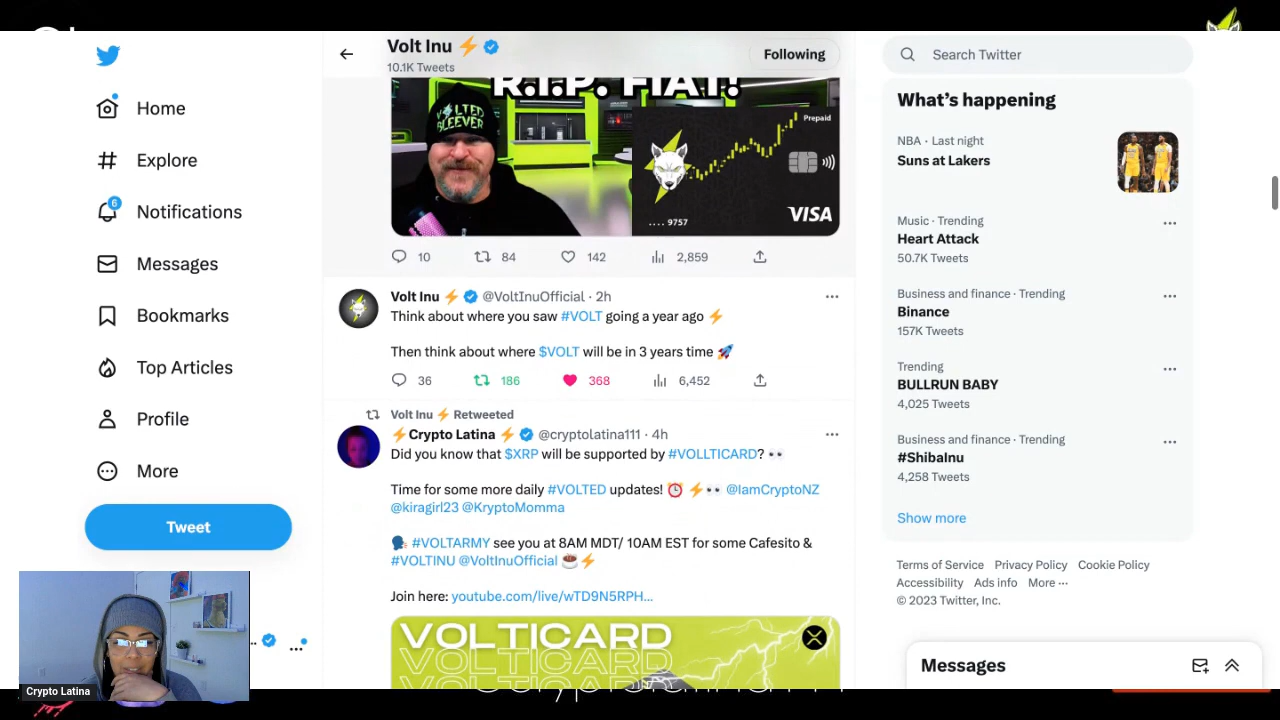 Home
Explore
6
Notifications
Messages
Bookmarks
Top Articles
Profile
More
Tweet
Crypto Latina
Volt Inu ⚡
10.1K Tweets
Following
R.I.P. FIAT!
VOLTED
BLEEVER
Prepaid
.... 9757
VISA
10 84 142 2,859
Volt Inu ⚡ @VoltInuOfficial · 2h
Think about where you saw #VOLT going a year ago ⚡
Then think about where $VOLT will be in 3 years time 🚀
36 186 368 6,452
Volt Inu ⚡ Retweeted
⚡Crypto Latina ⚡ @cryptolatina111 · 4h
Did you know that $XRP will be supported by #VOLLTICARD? 👀
Time for some more daily #VOLTED updates! ⏰ ⚡👀 @IamCryptoNZ
@kiragirl23 @KryptoMomma
🗣 #VOLTARMY see you at 8AM MDT/ 10AM EST for some Cafesito &
#VOLTINU @VoltInuOfficial ☕⚡
Join here: youtube.com/live/wTD9N5RPH...
VOLTICARD
VOLTICARD
Search Twitter
What's happening
NBA · Last night
Suns at Lakers
Music · Trending
Heart Attack
50.7K Tweets
Business and finance · Trending
Binance
157K Tweets
Trending
BULLRUN BABY
4,025 Tweets
Business and finance · Trending
#ShibaInu
4,258 Tweets
Show more
Terms of Service Privacy Policy Cookie Policy
Accessibility Ads info More ···
© 2023 Twitter, Inc.
Messages